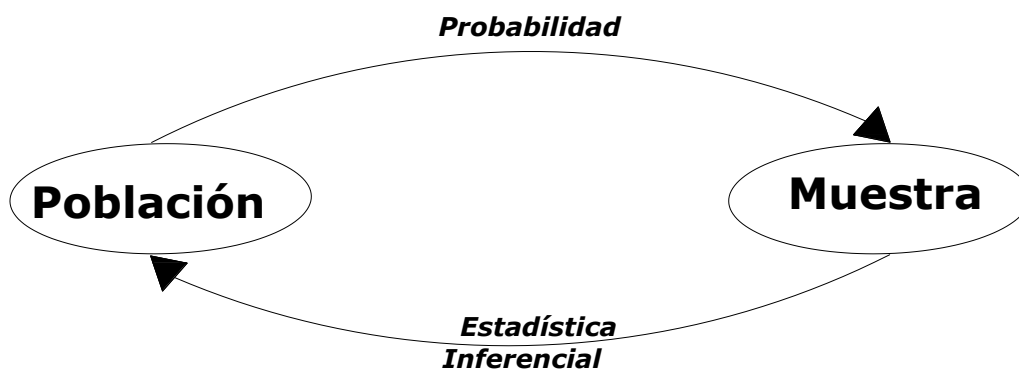 Probabilidad
Población
Muestra
Estadística
Inferencial